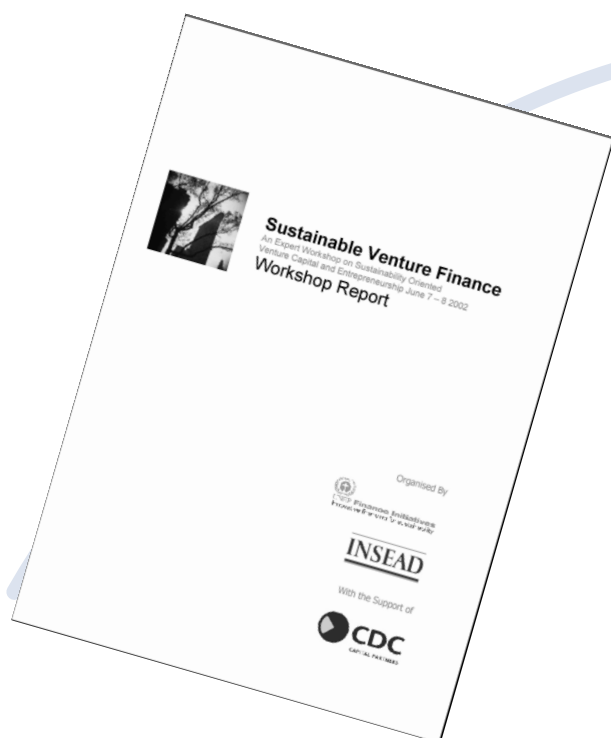 Sustainable Venture Finance
An Expert Workshop on Sustainability Oriented
Venture Capital and Entrepreneurship June 7 – 8 2002
Workshop Report
Organised By
Finance Initiatives
INSEAD
With the Support of
CDC
CAPITAL PARTNERS